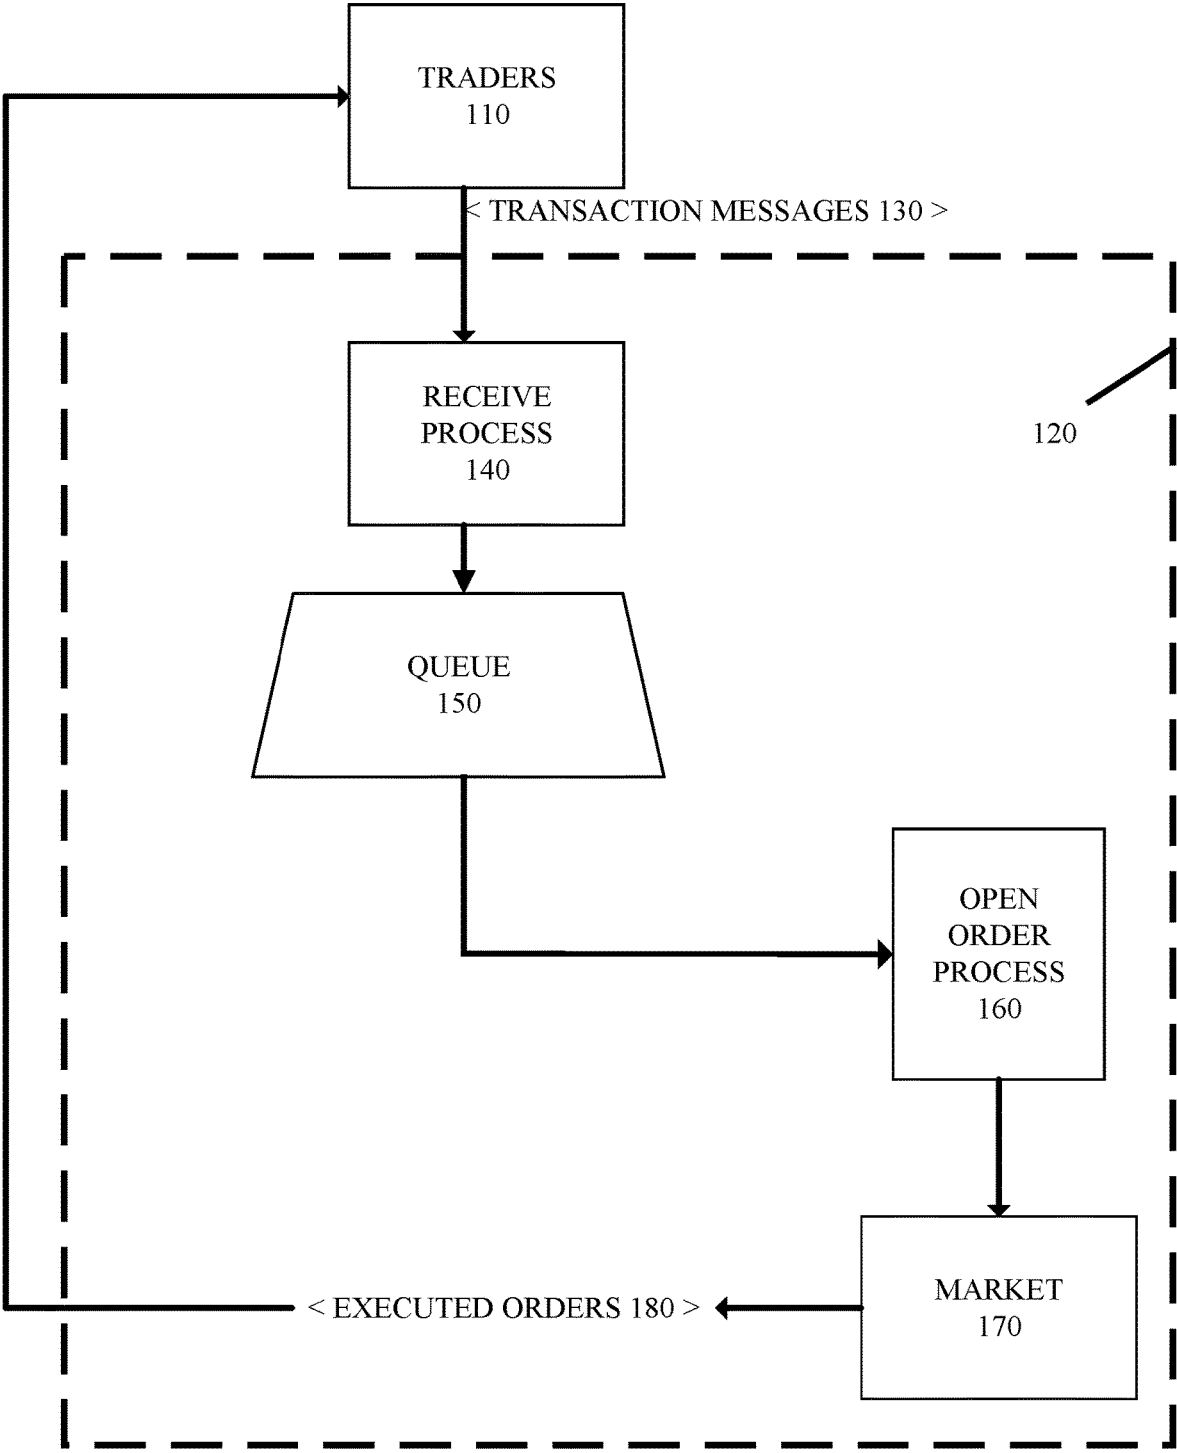 TRADERS
110
< TRANSACTION MESSAGES 130 >
RECEIVE
PROCESS
140
120
QUEUE
150
OPEN
ORDER
PROCESS
160
MARKET
170
< EXECUTED ORDERS 180 >